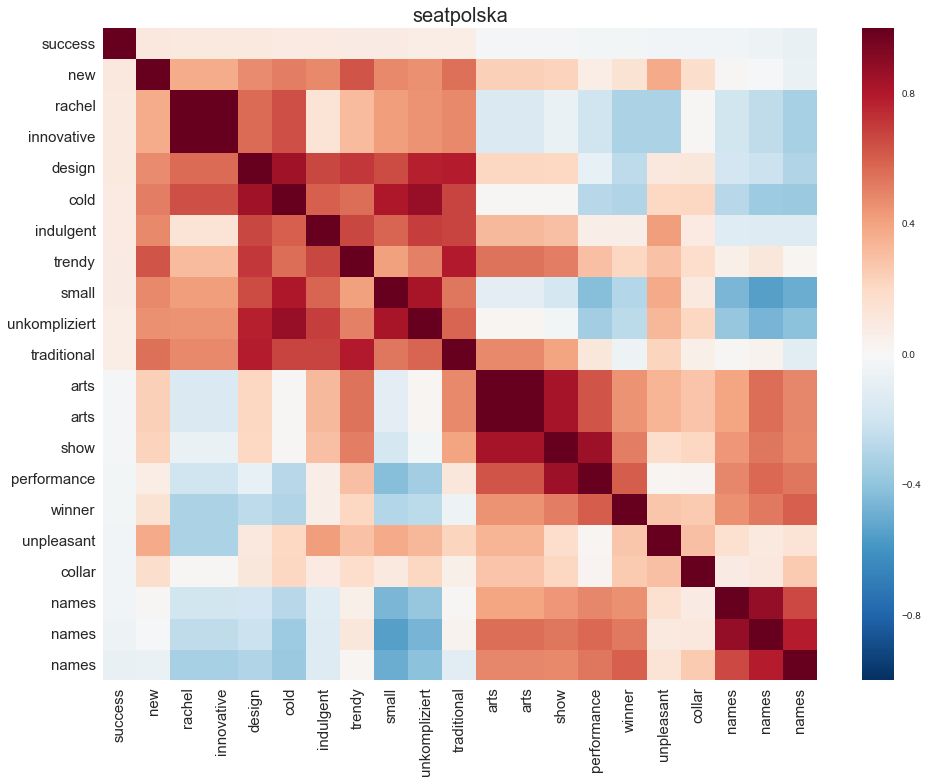 seatpolska
success
new
rachel
innovative
design
cold
indulgent
trendy
small
unkompliziert
traditional
arts
arts
show
performance
winner
unpleasant
collar
names
names
names
success
new
rachel
innovative
design
cold
indulgent
trendy
small
unkompliziert
traditional
arts
arts
show
performance
winner
unpleasant
collar
names
names
names
0.8
0.4
0.0
−0.4
−0.8